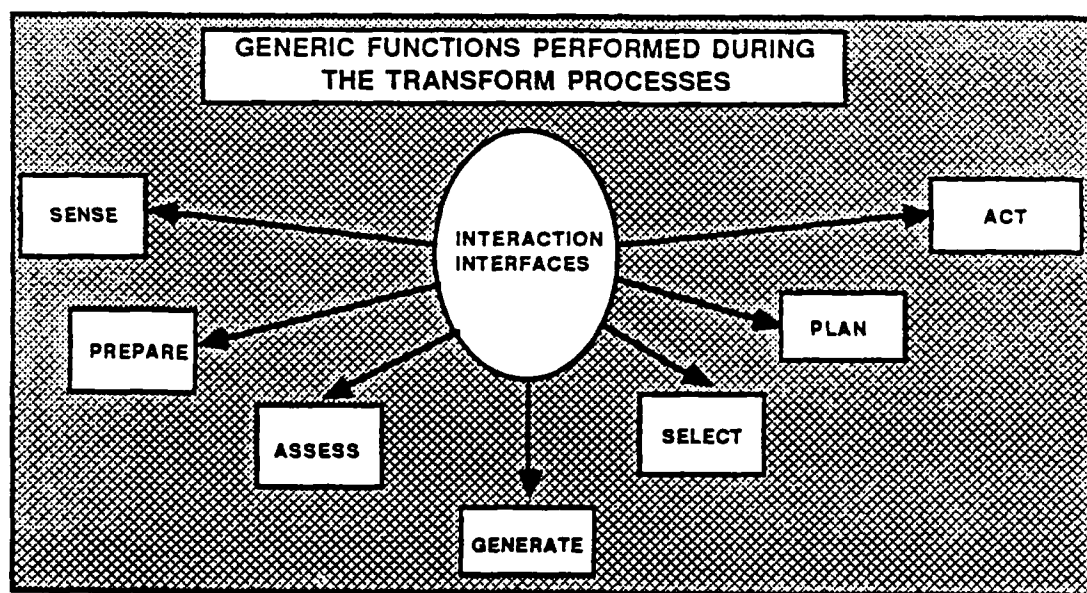 GENERIC FUNCTIONS PERFORMED DURING
THE TRANSFORM PROCESSES
SENSE
ACT
INTERACTION
INTERFACES
PREPARE
PLAN
ASSESS
SELECT
GENERATE